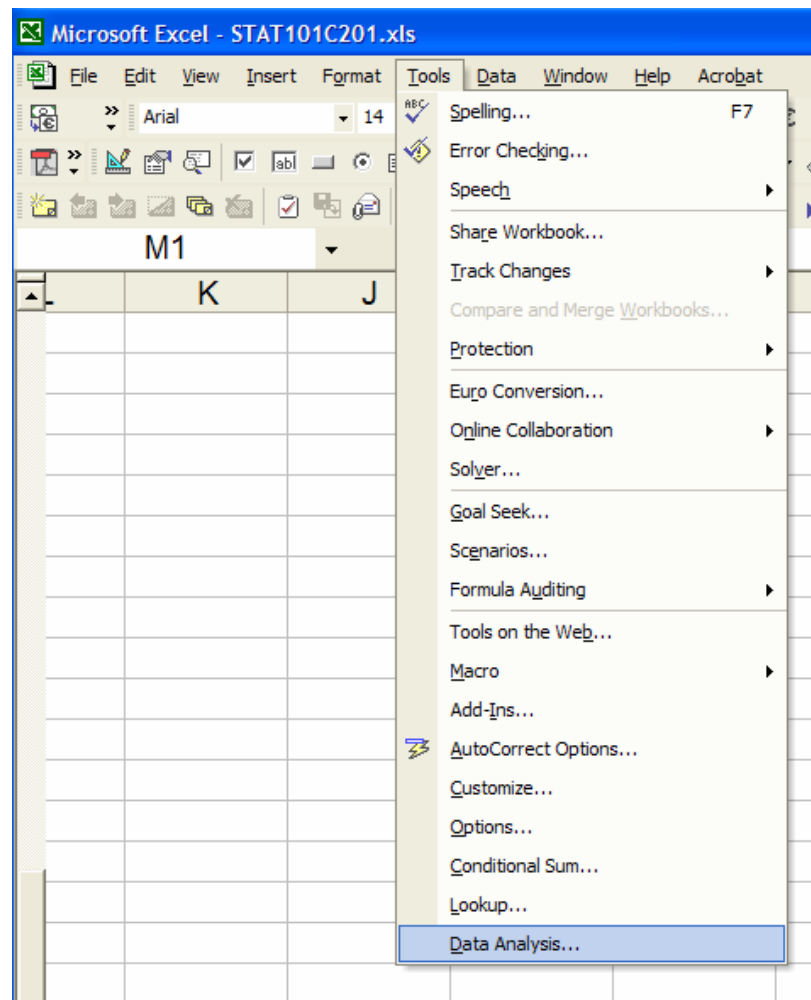 Microsoft Excel - STAT101C201.xls
File Edit View Insert Format Tools Data Window Help Acrobat
Arial 14
M1
K J
Spelling... F7
Error Checking...
Speech
Share Workbook...
Track Changes
Compare and Merge Workbooks...
Protection
Euro Conversion...
Online Collaboration
Solver...
Goal Seek...
Scenarios...
Formula Auditing
Tools on the Web...
Macro
Add-Ins...
AutoCorrect Options...
Customize...
Options...
Conditional Sum...
Lookup...
Data Analysis...